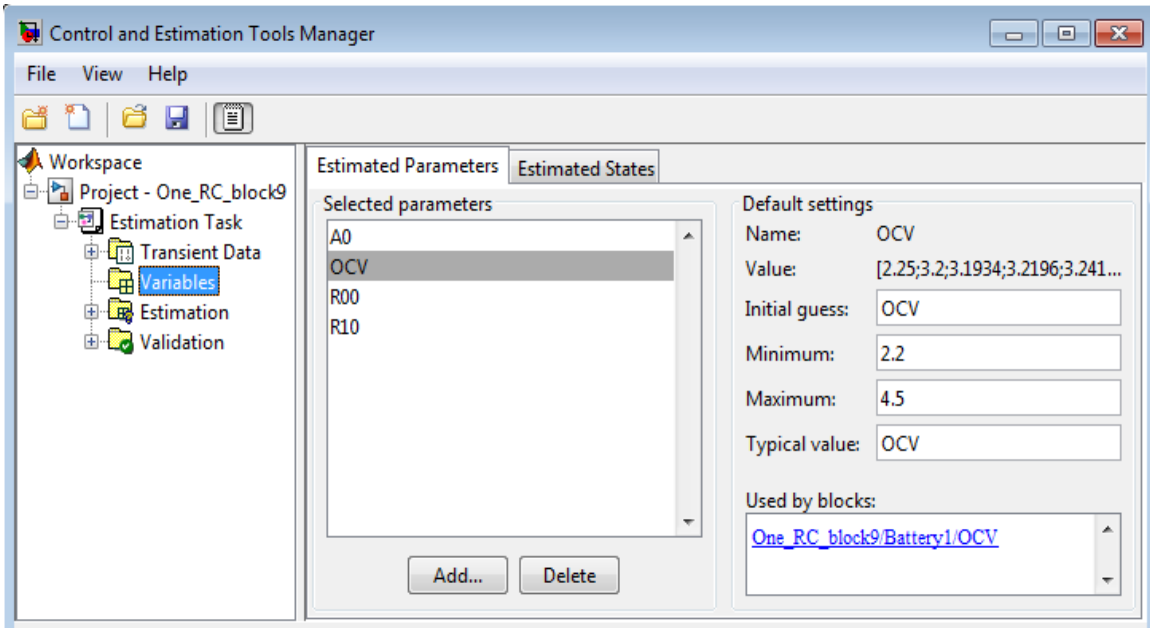 Control and Estimation Tools Manager
File View Help
Workspace
Project - One_RC_block9
Estimation Task
Transient Data
Variables
Estimation
Validation
Estimated Parameters Estimated States
Selected parameters
A0
OCV
R00
R10
Add... Delete
Default settings
Name: OCV
Value: [2.25;3.2;3.1934;3.2196;3.241...
Initial guess: OCV
Minimum: 2.2
Maximum: 4.5
Typical value: OCV
Used by blocks:
One_RC_block9/Battery1/OCV